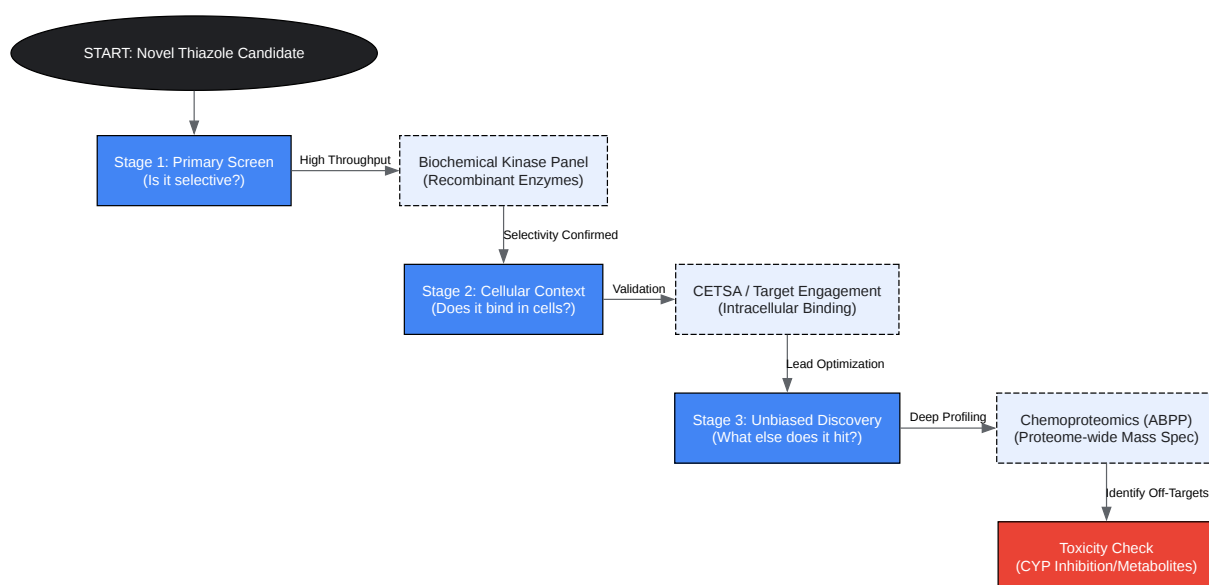 START: Novel Thiazole Candidate
Stage 1: Primary Screen
(Is it selective?)
High Throughput
Biochemical Kinase Panel
(Recombinant Enzymes)
Selectivity Confirmed
Stage 2: Cellular Context
(Does it bind in cells?)
Validation
CETSA / Target Engagement
(Intracellular Binding)
Lead Optimization
Stage 3: Unbiased Discovery
(What else does it hit?)
Deep Profiling
Chemoproteomics (ABPP)
(Proteome-wide Mass Spec)
Identify Off-Targets
Toxicity Check
(CYP Inhibition/Metabolites)